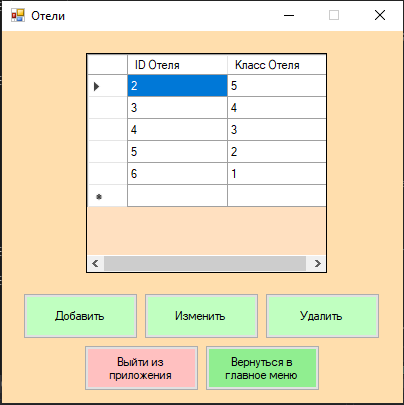 Отели
ID Отеля Класс Отеля
2 5
3 4
4 3
5 2
6 1
Добавить Изменить Удалить
Выйти из
приложения
Вернуться в
главное меню